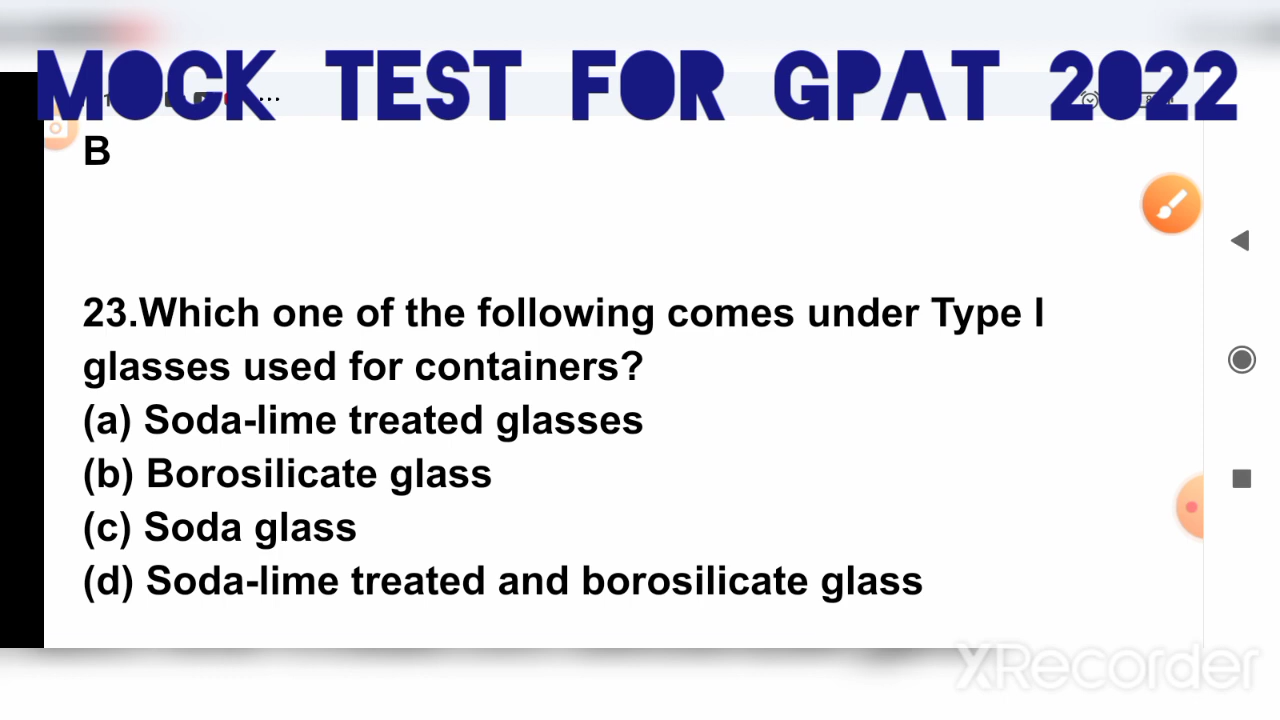 MOCK TEST FOR GPAT 2022
B
23.Which one of the following comes under Type I
glasses used for containers?
(a) Soda-lime treated glasses
(b) Borosilicate glass
(c) Soda glass
(d) Soda-lime treated and borosilicate glass
XRecorder